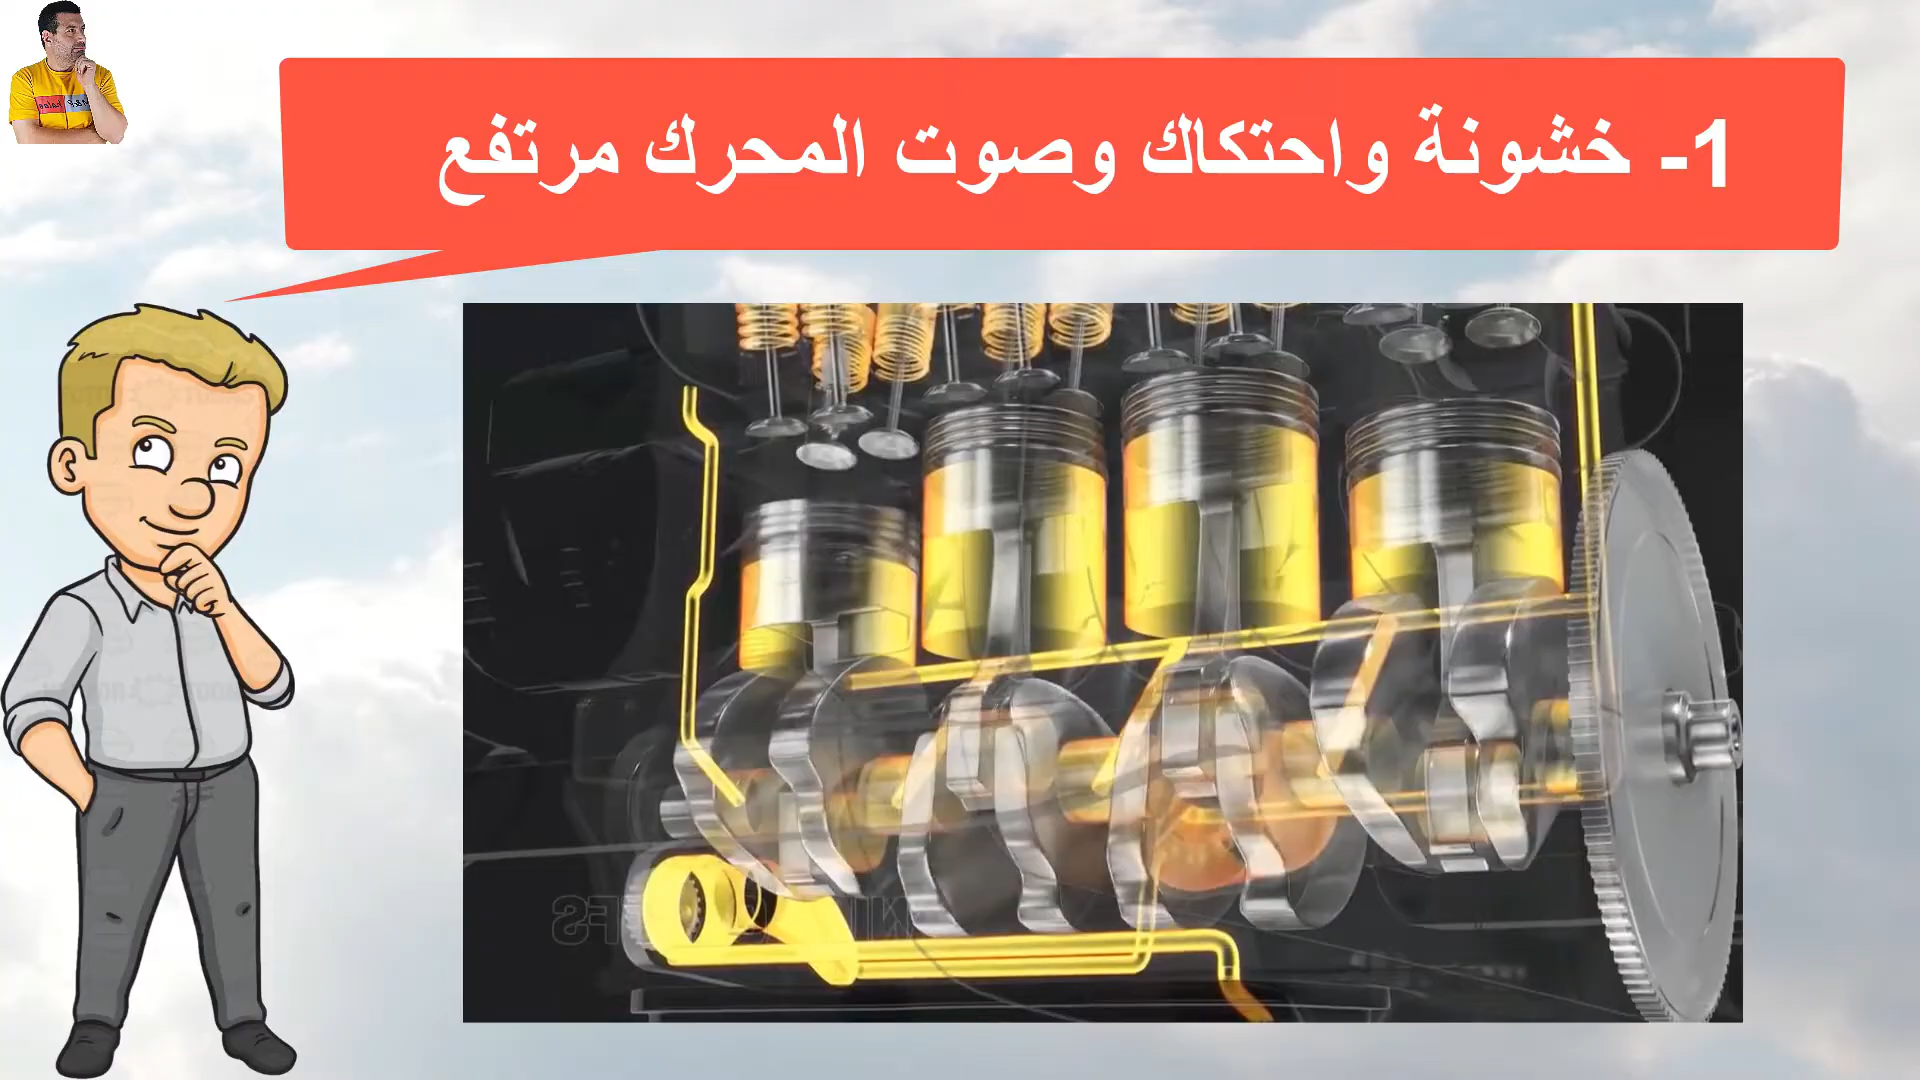 1- خشونة واحتكاك وصوت المحرك مرتفع